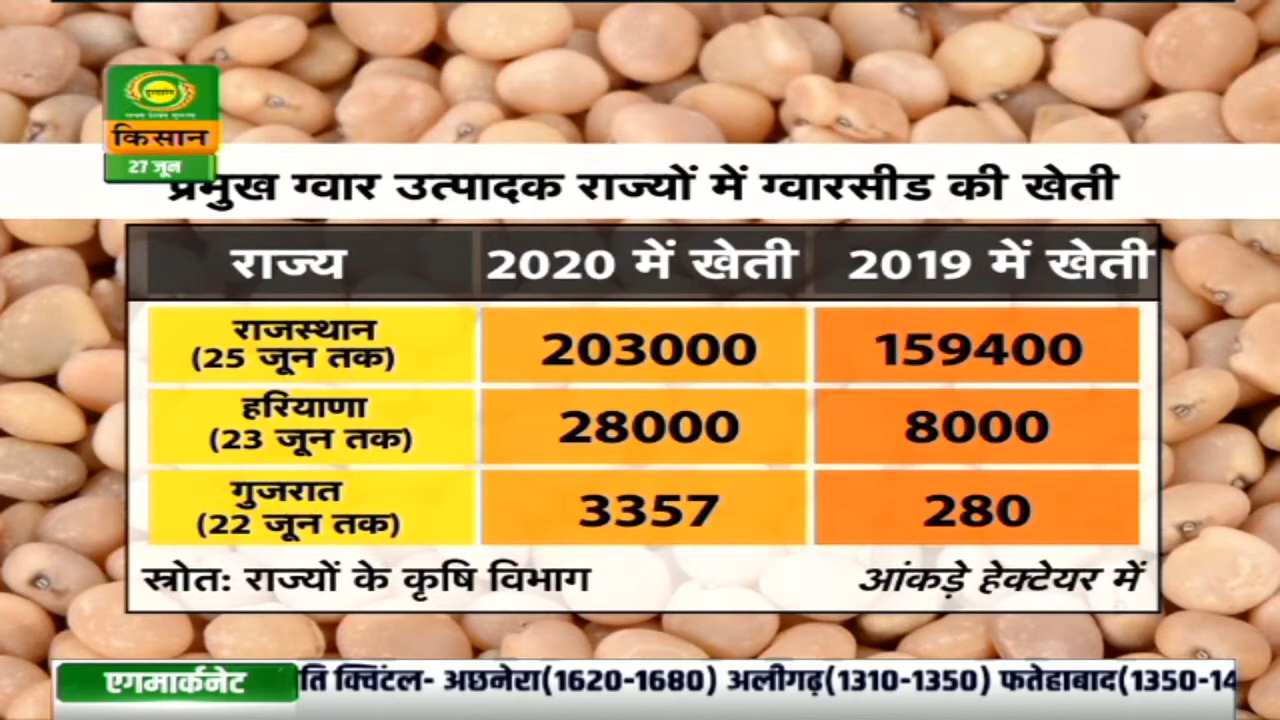 किसान
27 जून
प्रमुख ग्वार उत्पादक राज्यों में ग्वारसीड की खेती
राज्य 2020 में खेती 2019 में खेती
राजस्थान
(25 जून तक) 203000 159400
हरियाणा
(23 जून तक) 28000 8000
गुजरात
(22 जून तक) 3357 280
स्रोत: राज्यों के कृषि विभाग आंकड़े हेक्टेयर में
एगमार्कनेट ति क्विंटल- अछनेरा(1620-1680) अलीगढ़(1310-1350) फतेहाबाद(1350-14